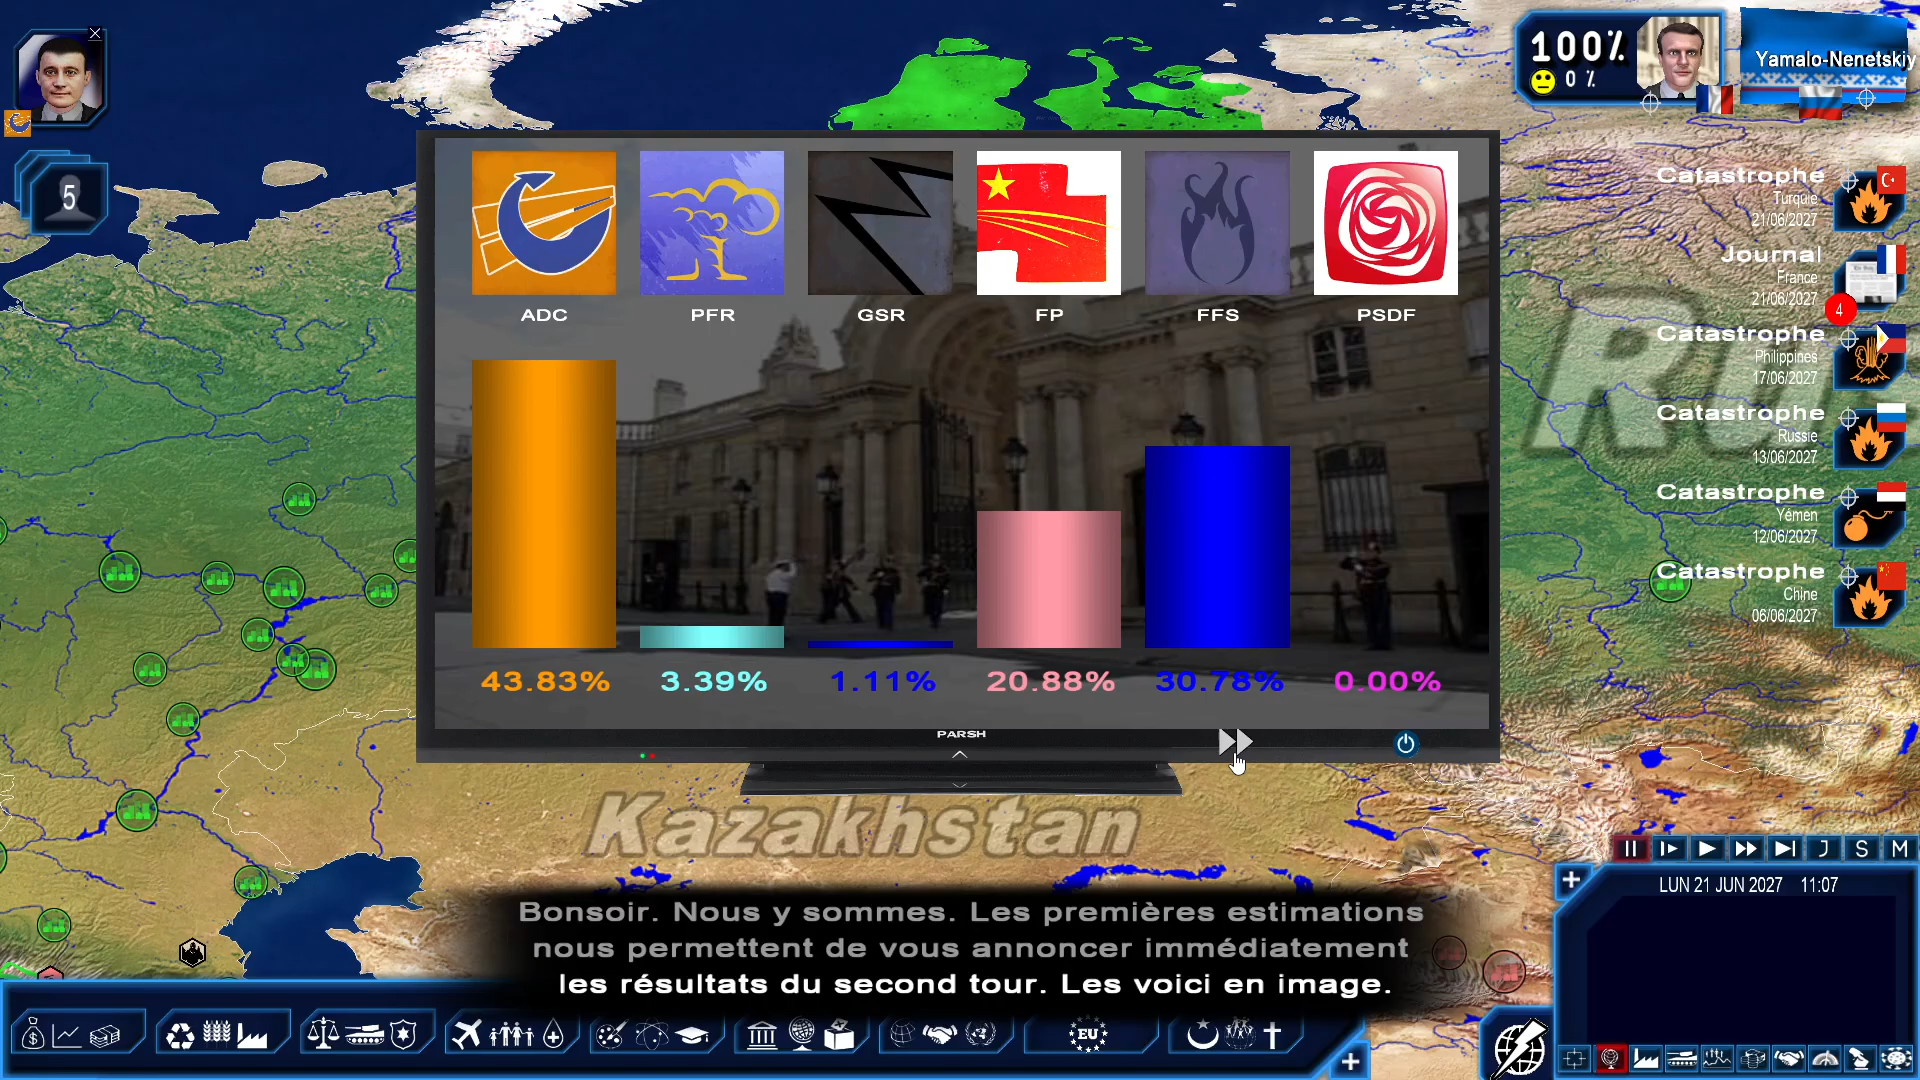 100%
0 %
Yamalo-Nenetskiy
5
Catastrophe
Turquie
21/06/2027
Journal
France
21/06/2027
4
Catastrophe
Philippines
17/06/2027
Catastrophe
Russie
13/06/2027
Catastrophe
Yémen
12/06/2027
Catastrophe
Chine
06/06/2027
ADC
PFR
GSR
FP
FFS
PSDF
43.83%
3.39%
1.11%
20.88%
30.78%
0.00%
PARSH
Kazakhstan
Bonsoir. Nous y sommes. Les premières estimations
nous permettent de vous annoncer immédiatement
les résultats du second tour. Les voici en image.
J S M
LUN 21 JUN 2027 11:07
EU